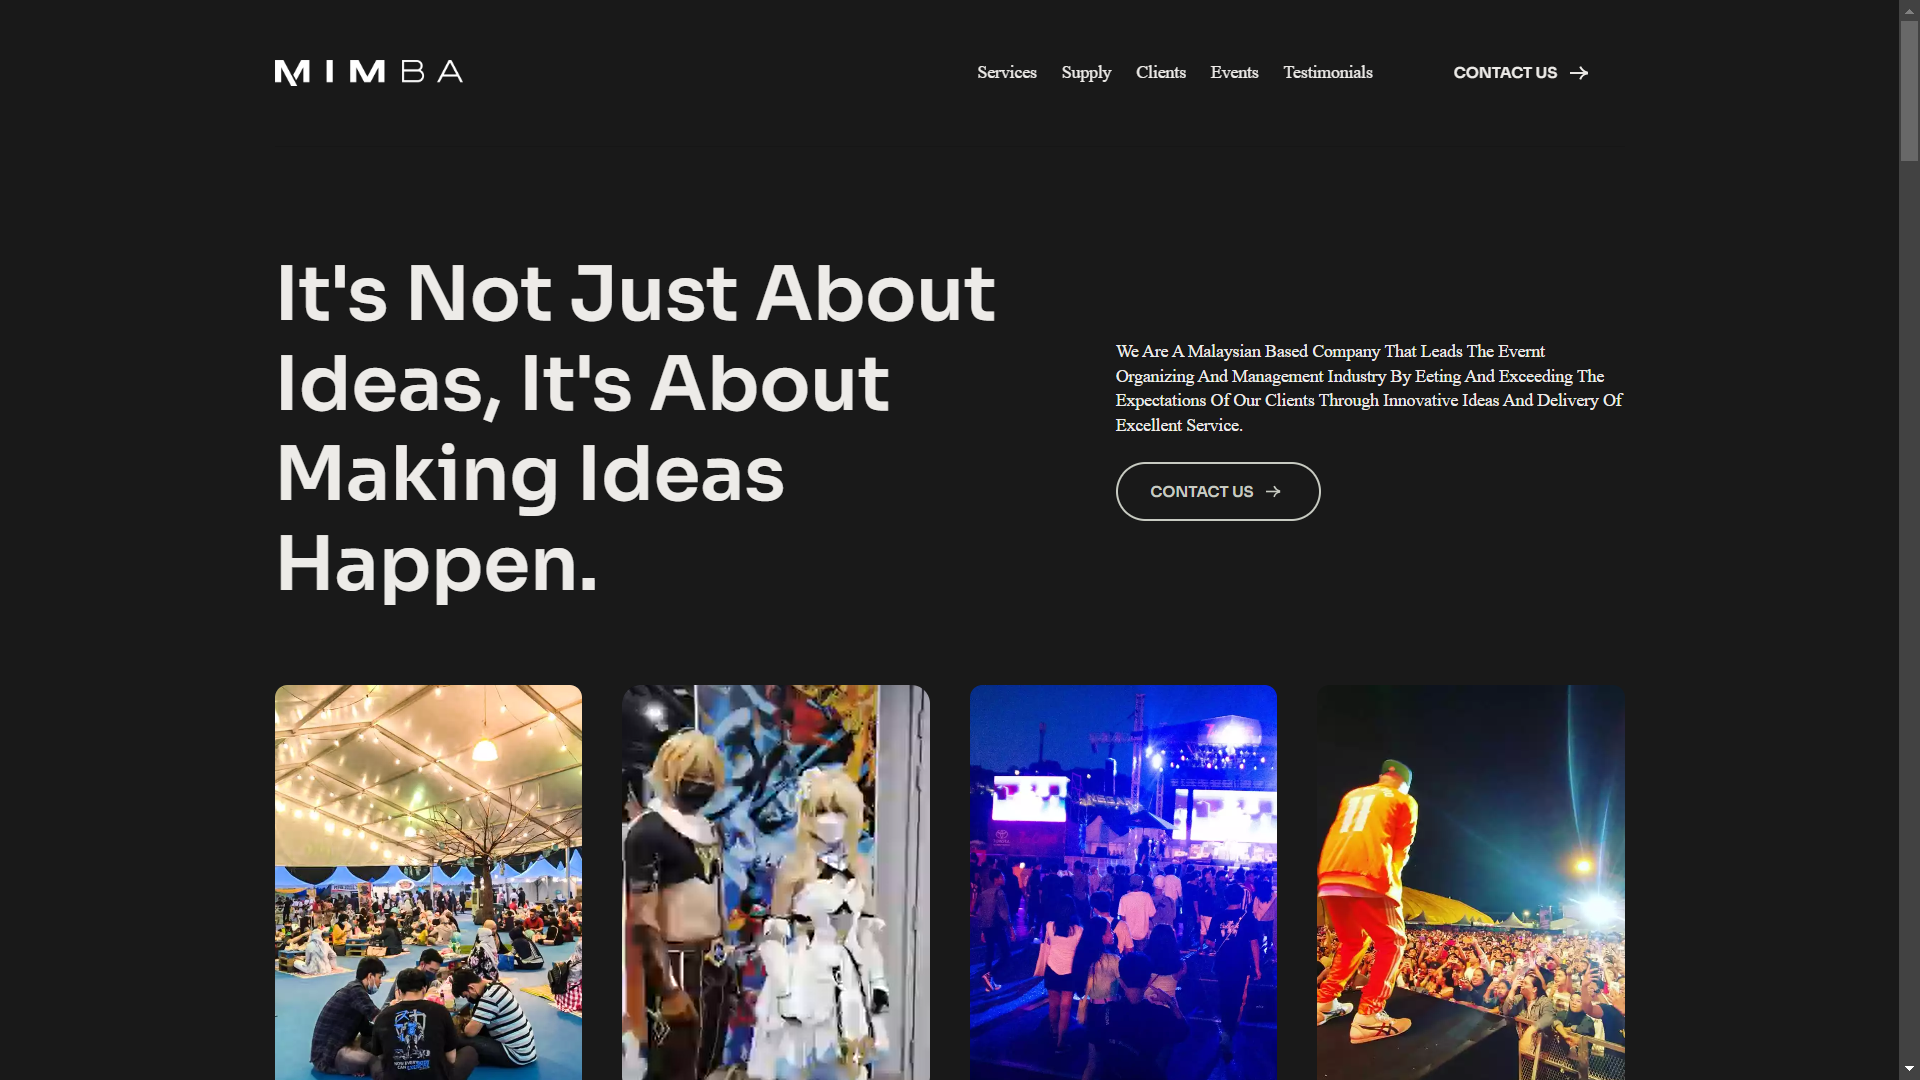 MIMBA
Services Supply Clients Events Testimonials CONTACT US
It's Not Just About
Ideas, It's About
Making Ideas
Happen.
We Are A Malaysian Based Company That Leads The Evernt
Organizing And Management Industry By Eeting And Exceeding The
Expectations Of Our Clients Through Innovative Ideas And Delivery Of
Excellent Service.
CONTACT US
11